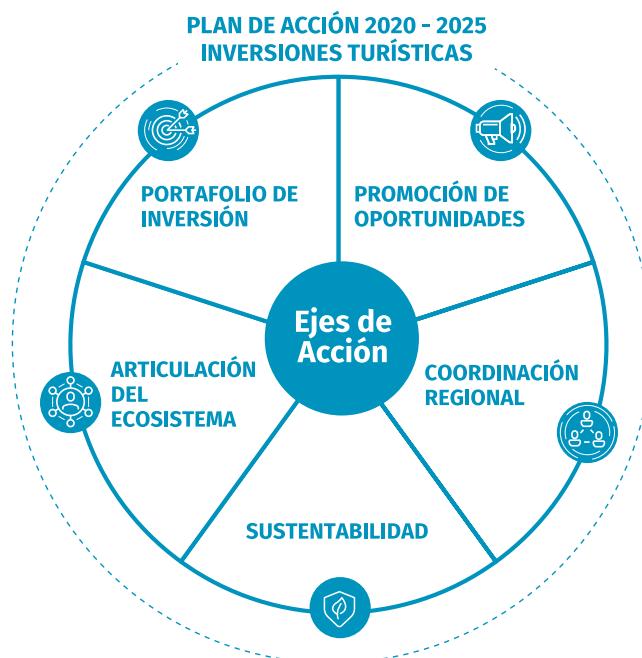 PLAN DE ACCIÓN 2020 - 2025
INVERSIONES TURÍSTICAS
PORTAFOLIO DE
INVERSIÓN
PROMOCIÓN DE
OPORTUNIDADES
Ejes de
Acción
ARTICULACIÓN
DEL
ECOSISTEMA
COORDINACIÓN
REGIONAL
SUSTENTABILIDAD